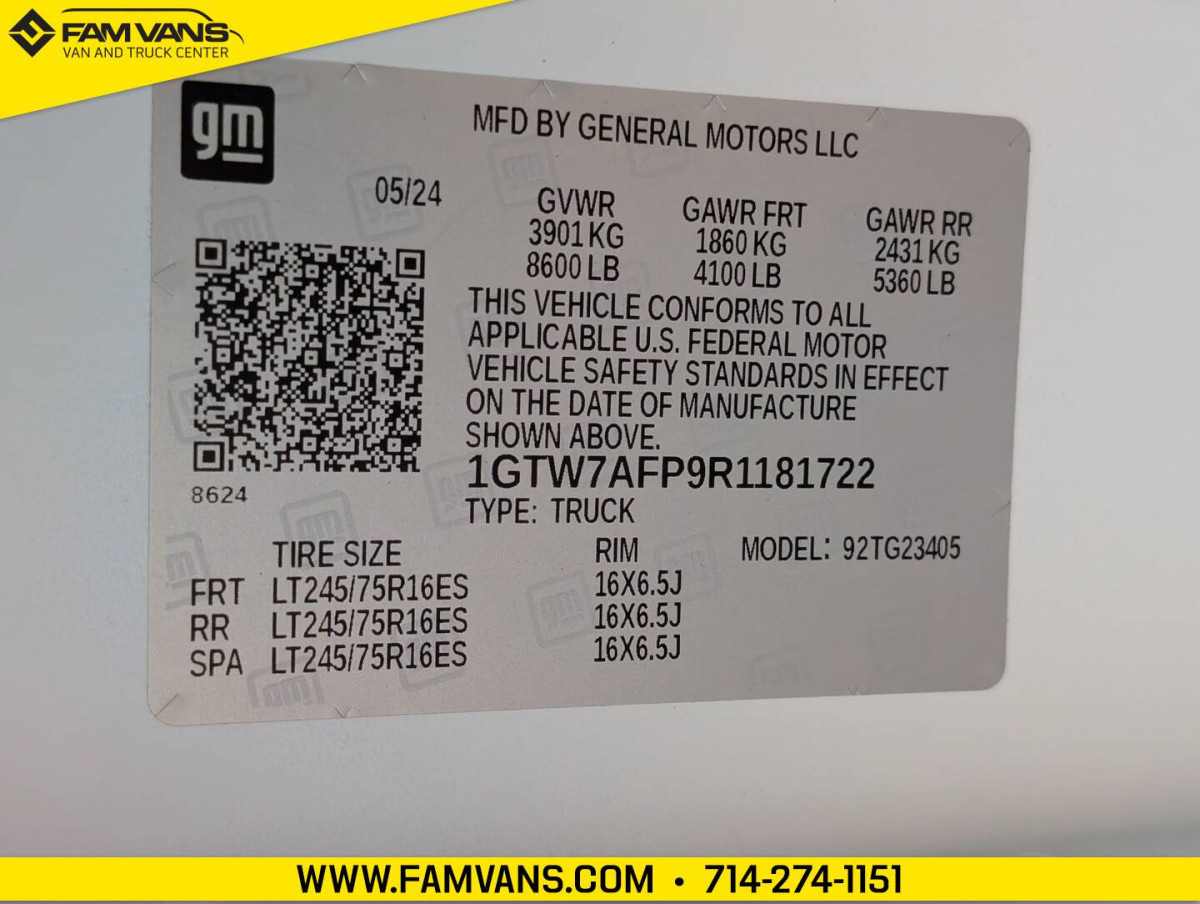 FAM VANS
VAN AND TRUCK CENTER
gm
MFD BY GENERAL MOTORS LLC
05/24
GVWR GAWR FRT GAWR RR
3901 KG 1860 KG 2431 KG
8600 LB 4100 LB 5360 LB
THIS VEHICLE CONFORMS TO ALL
APPLICABLE U.S. FEDERAL MOTOR
VEHICLE SAFETY STANDARDS IN EFFECT
ON THE DATE OF MANUFACTURE
SHOWN ABOVE.
8624
1GTW7AFP9R1181722
TYPE: TRUCK
TIRE SIZE RIM MODEL: 92TG23405
FRT LT245/75R16ES 16X6.5J
RR LT245/75R16ES 16X6.5J
SPA LT245/75R16ES 16X6.5J
WWW.FAMVANS.COM • 714-274-1151